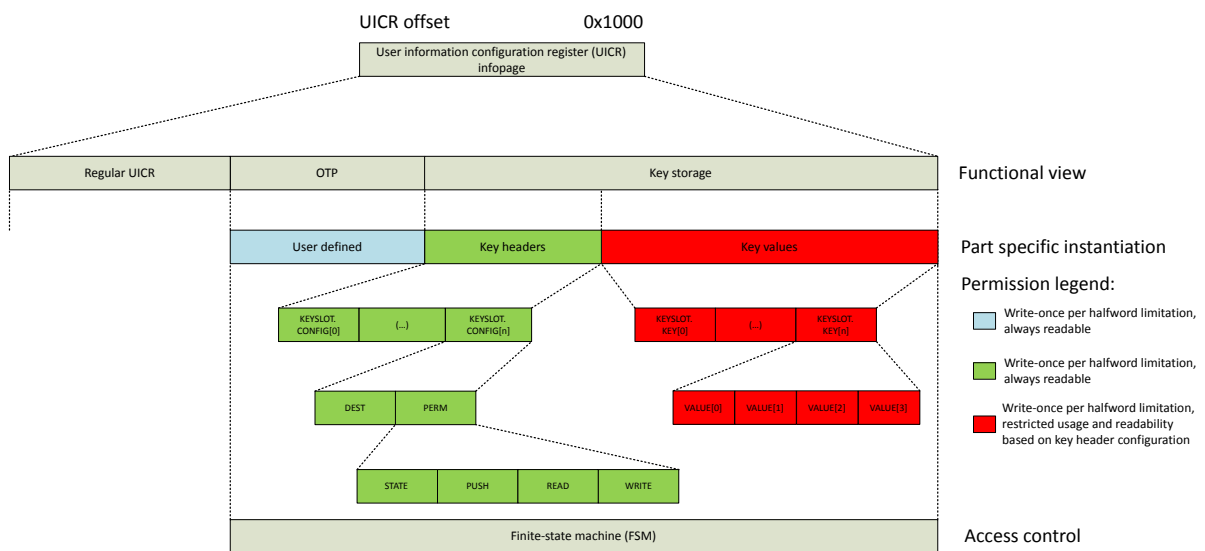 UICR offset 0x1000
User information configuration register (UICR)
infopage
Regular UICR OTP Key storage Functional view
User defined Key headers Key values Part specific instantiation
Permission legend:
KEYSLOT.
CONFIG[0]
(...)
KEYSLOT.
CONFIG[n]
KEYSLOT.
KEY[0]
(...)
KEYSLOT.
KEY[n]
Write-once per halfword limitation,
always readable
Write-once per halfword limitation,
always readable
DEST PERM VALUE[0] VALUE[1] VALUE[2] VALUE[3]
Write-once per halfword limitation,
restricted usage and readability
based on key header configuration
STATE PUSH READ WRITE
Finite-state machine (FSM) Access control